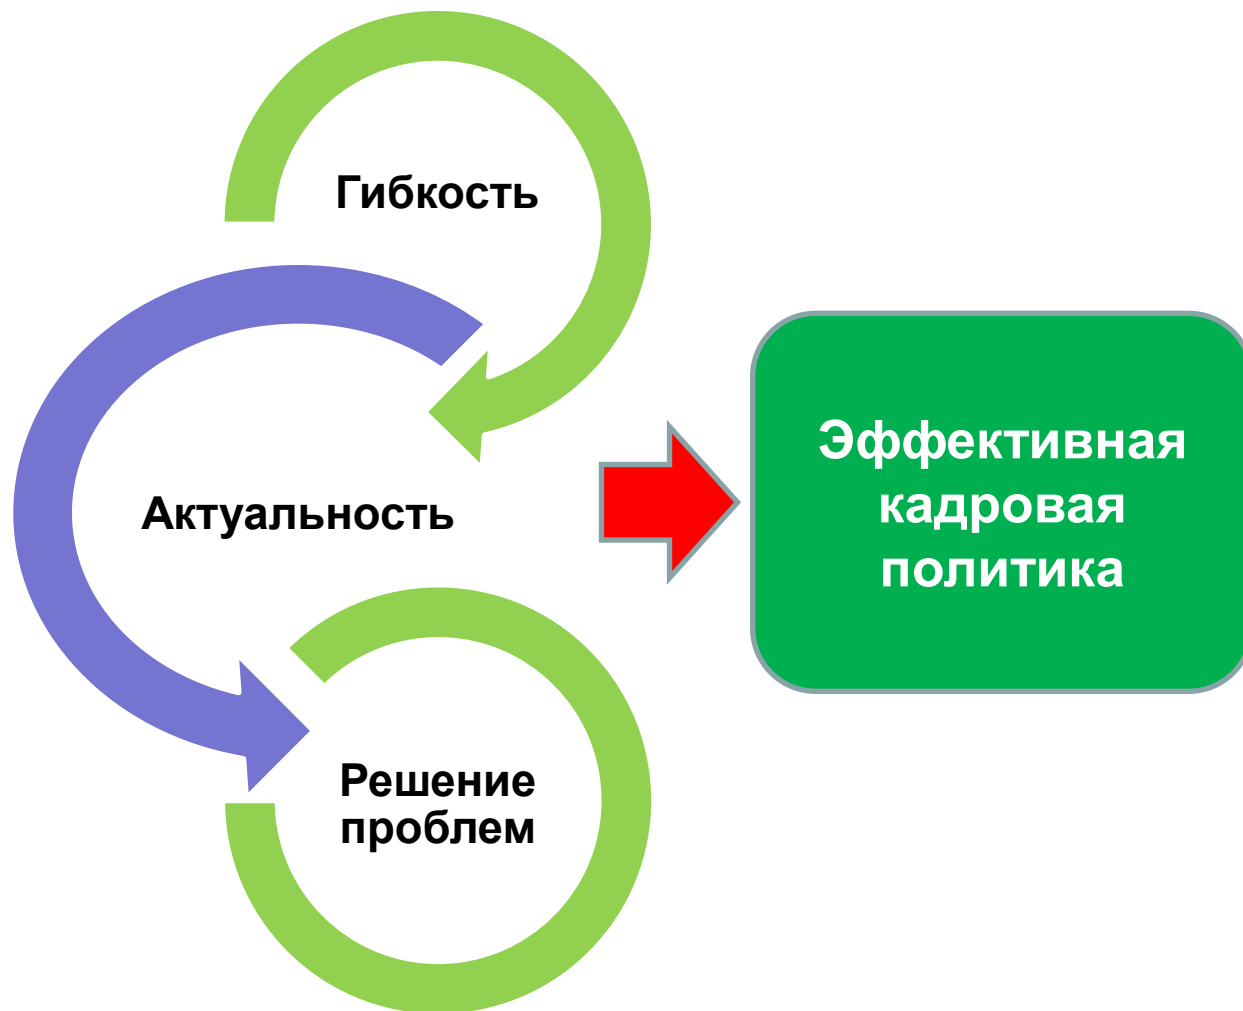 Гибкость
Актуальность
Решение
проблем
Эффективная
кадровая
политика